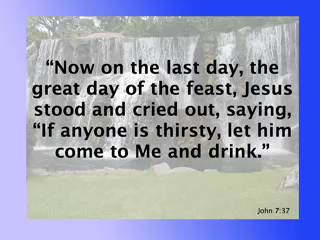 “Now on the last day, the
great day of the feast, Jesus
stood and cried out, saying,
“If anyone is thirsty, let him
come to Me and drink.”
John 7:37